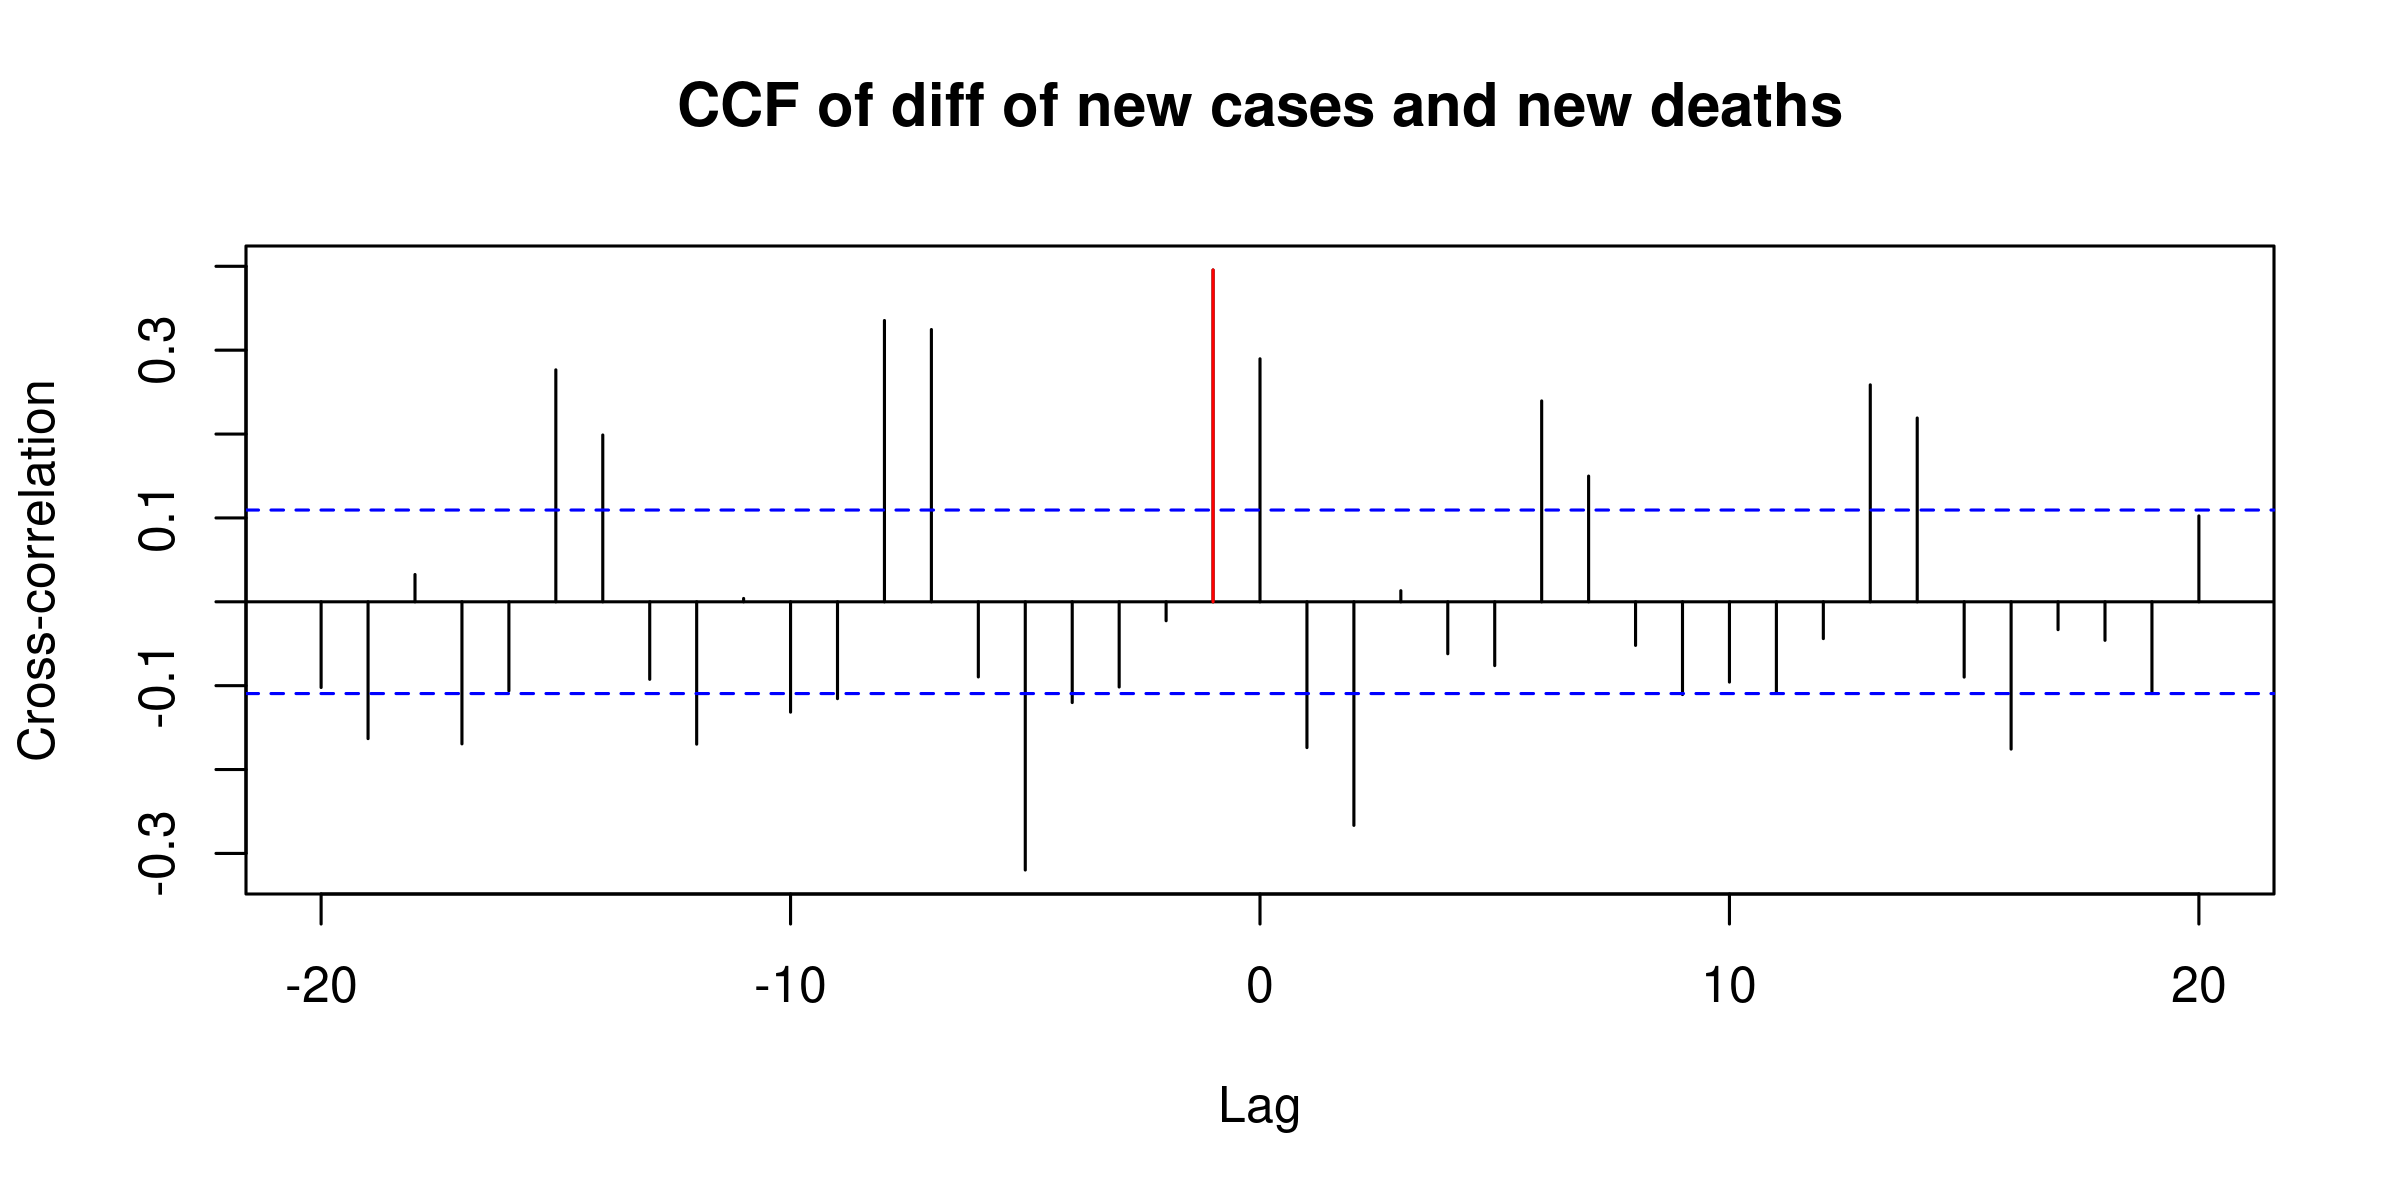 CCF of diff of new cases and new deaths
Cross-correlation
0.3
0.1
-0.1
-0.3
-20 -10 0 10 20
Lag